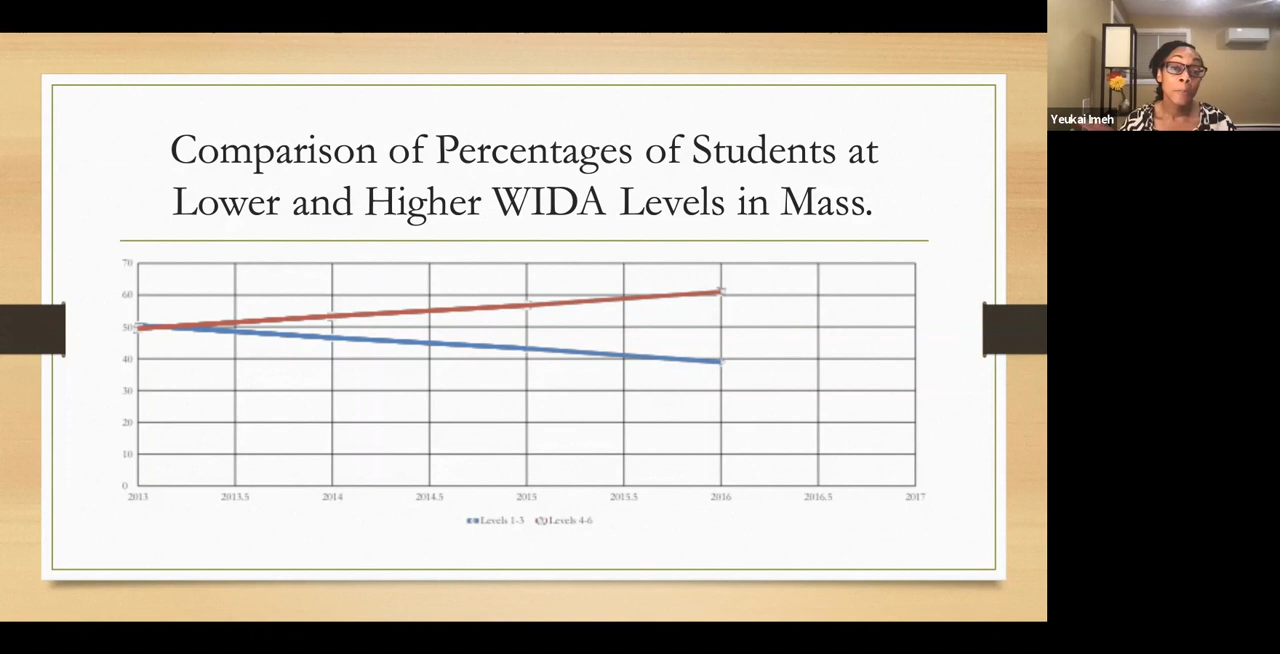 Comparison of Percentages of Students at
Lower and Higher WIDA Levels in Mass.
70
60
50
40
30
20
10
0
2013 2013.5 2014 2014.5 2015 2015.5 2016 2016.5 2017
Levels 1-3 Levels 4-6
Yeukai Imeh